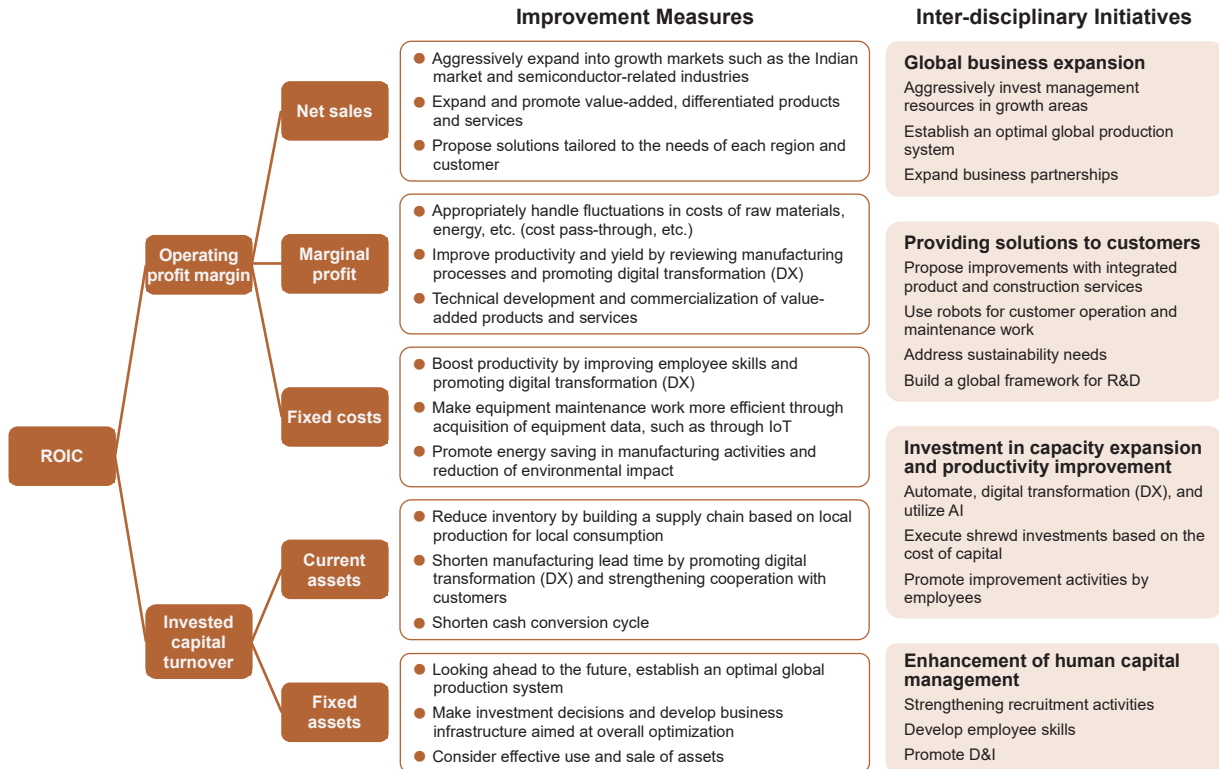 Improvement Measures
Inter-disciplinary Initiatives
ROIC
Operating
profit margin
Net sales
Aggressively expand into growth markets such as the Indian
market and semiconductor-related industries
Expand and promote value-added, differentiated products
and services
Propose solutions tailored to the needs of each region and
customer
Marginal
profit
Appropriately handle fluctuations in costs of raw materials,
energy, etc. (cost pass-through, etc.)
Improve productivity and yield by reviewing manufacturing
processes and promoting digital transformation (DX)
Technical development and commercialization of value-
added products and services
Fixed costs
Boost productivity by improving employee skills and
promoting digital transformation (DX)
Make equipment maintenance work more efficient through
acquisition of equipment data, such as through IoT
Promote energy saving in manufacturing activities and
reduction of environmental impact
Invested
capital
turnover
Current
assets
Reduce inventory by building a supply chain based on local
production for local consumption
Shorten manufacturing lead time by promoting digital
transformation (DX) and strengthening cooperation with
customers
Shorten cash conversion cycle
Fixed
assets
Looking ahead to the future, establish an optimal global
production system
Make investment decisions and develop business
infrastructure aimed at overall optimization
Consider effective use and sale of assets
Global business expansion
Aggressively invest management
resources in growth areas
Establish an optimal global production
system
Expand business partnerships
Providing solutions to customers
Propose improvements with integrated
product and construction services
Use robots for customer operation and
maintenance work
Address sustainability needs
Build a global framework for R&D
Investment in capacity expansion
and productivity improvement
Automate, digital transformation (DX), and
utilize AI
Execute shrewd investments based on the
cost of capital
Promote improvement activities by
employees
Enhancement of human capital
management
Strengthening recruitment activities
Develop employee skills
Promote D&I